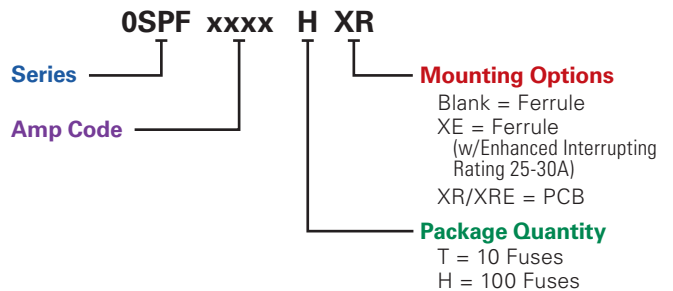 0SPF xxxx H XR
Series
Amp Code
Mounting Options
Blank = Ferrule
XE = Ferrule
(w/Enhanced Interrupting
Rating 25-30A)
XR/XRE = PCB
Package Quantity
T = 10 Fuses
H = 100 Fuses